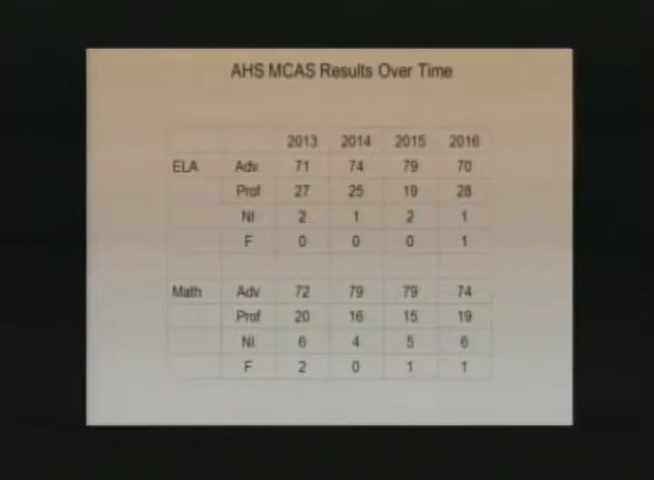 AHS MCAS Results Over Time
2013 2014 2015 2016
ELA Adv. 71 74 79 70
Prof 27 25 19 28
NI 2 1 2 1
F 0 0 0 1
Math Adv 72 79 79 74
Prof 20 16 15 19
NI 6 4 5 6
F 2 0 1 1